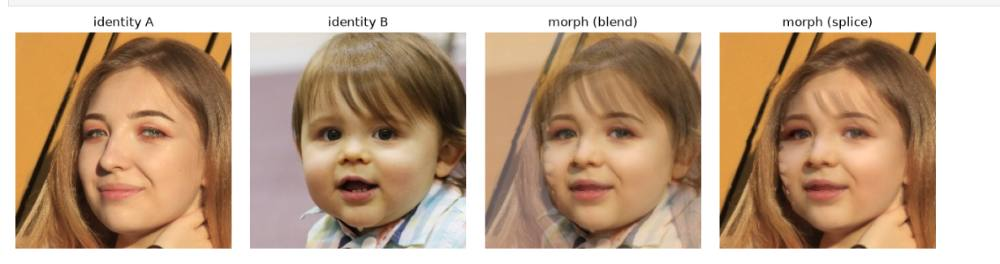 identity A
identity B
morph (blend)
morph (splice)